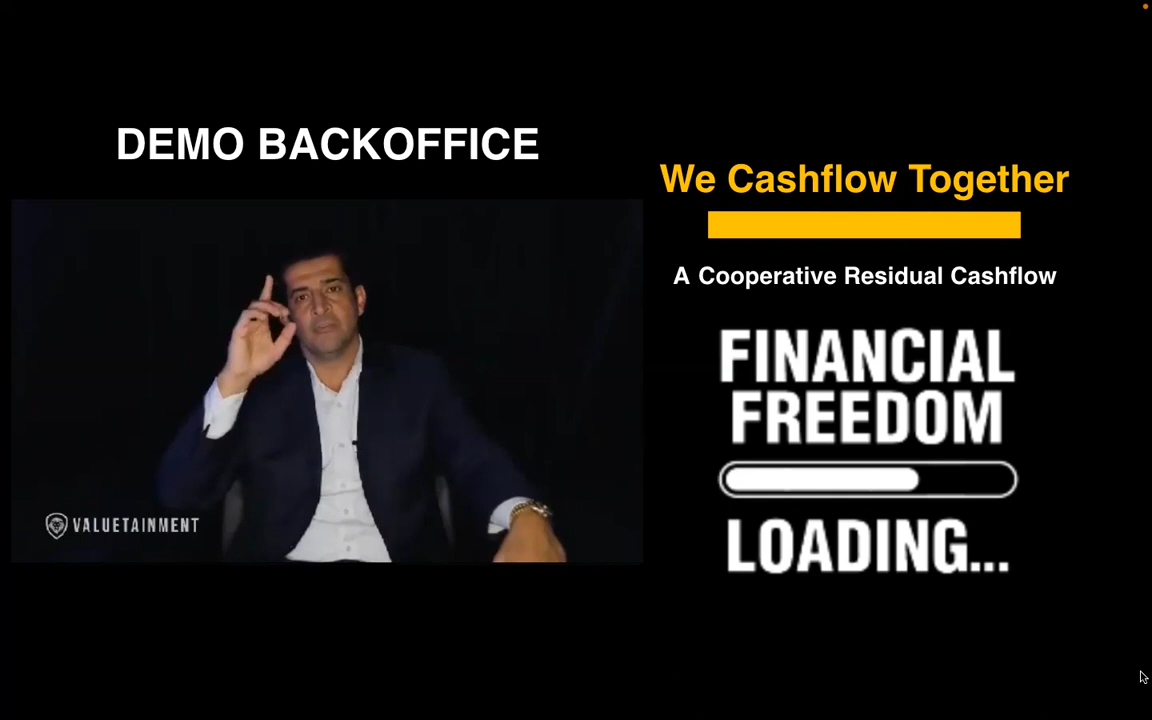 DEMO BACKOFFICE
VALUETAINMENT
We Cashflow Together
A Cooperative Residual Cashflow
FINANCIAL
FREEDOM
LOADING...